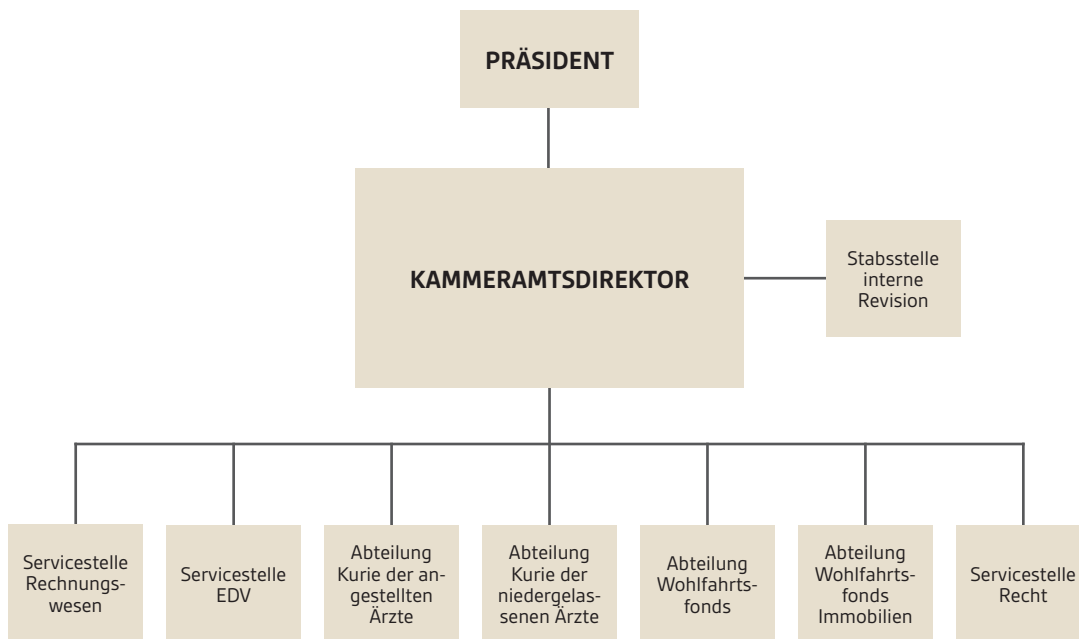 PRÄSIDENT
KAMMERAMTSDIREKTOR
Stabsstelle
interne
Revision
Servicestelle
Rechnungs-
wesen
Servicestelle
EDV
Abteilung
Kurie der an-
gestellten
Ärzte
Abteilung
Kurie der
niedergelas-
senen Ärzte
Abteilung
Wohlfahrts-
fonds
Abteilung
Wohlfahrts-
fonds
Immobilien
Servicestelle
Recht